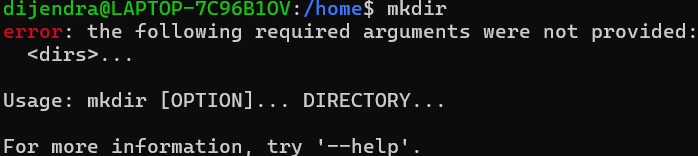 dijendra@LAPTOP-7C96B1OV:/home$ mkdir
error: the following required arguments were not provided:
  <dirs>...

Usage: mkdir [OPTION]... DIRECTORY...

For more information, try '--help'.